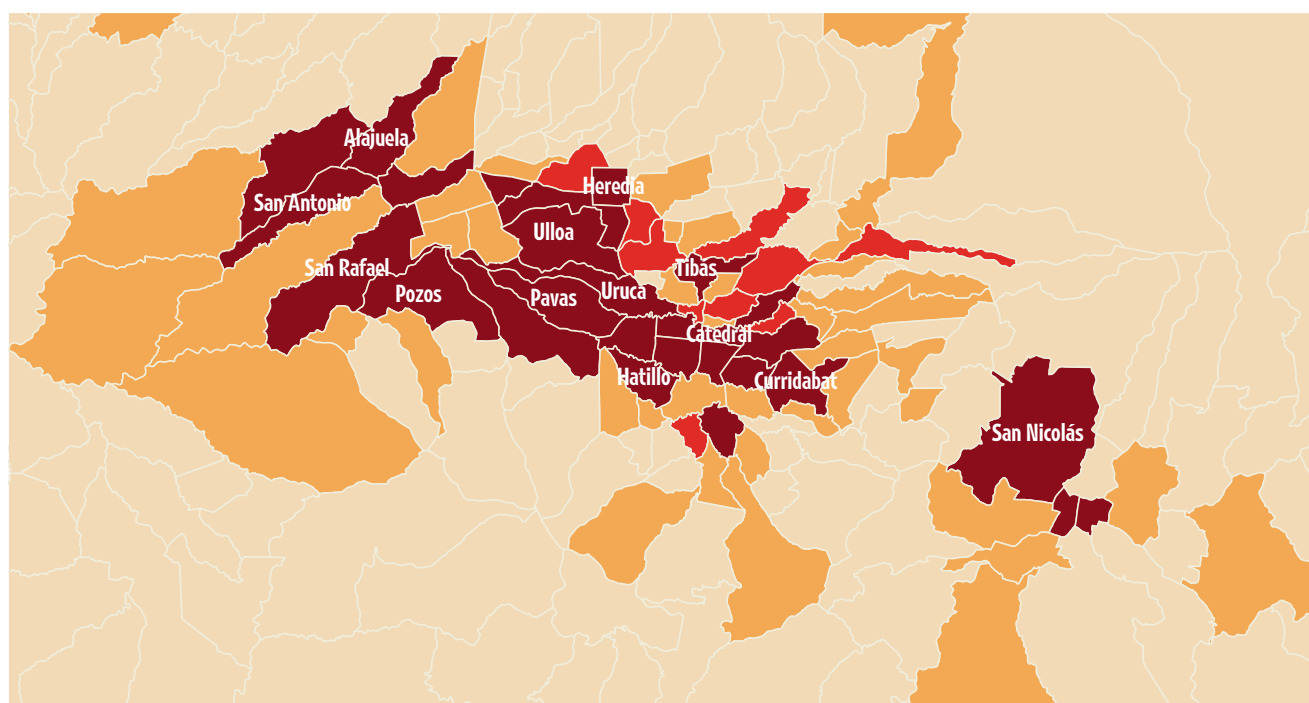 Alajuela
Heredia
San Antonio
Ulloa
San Rafael
Tibás
Pozos
Pavas
Uruca
Catedral
Hatillo
Curridabat
San Nicolás